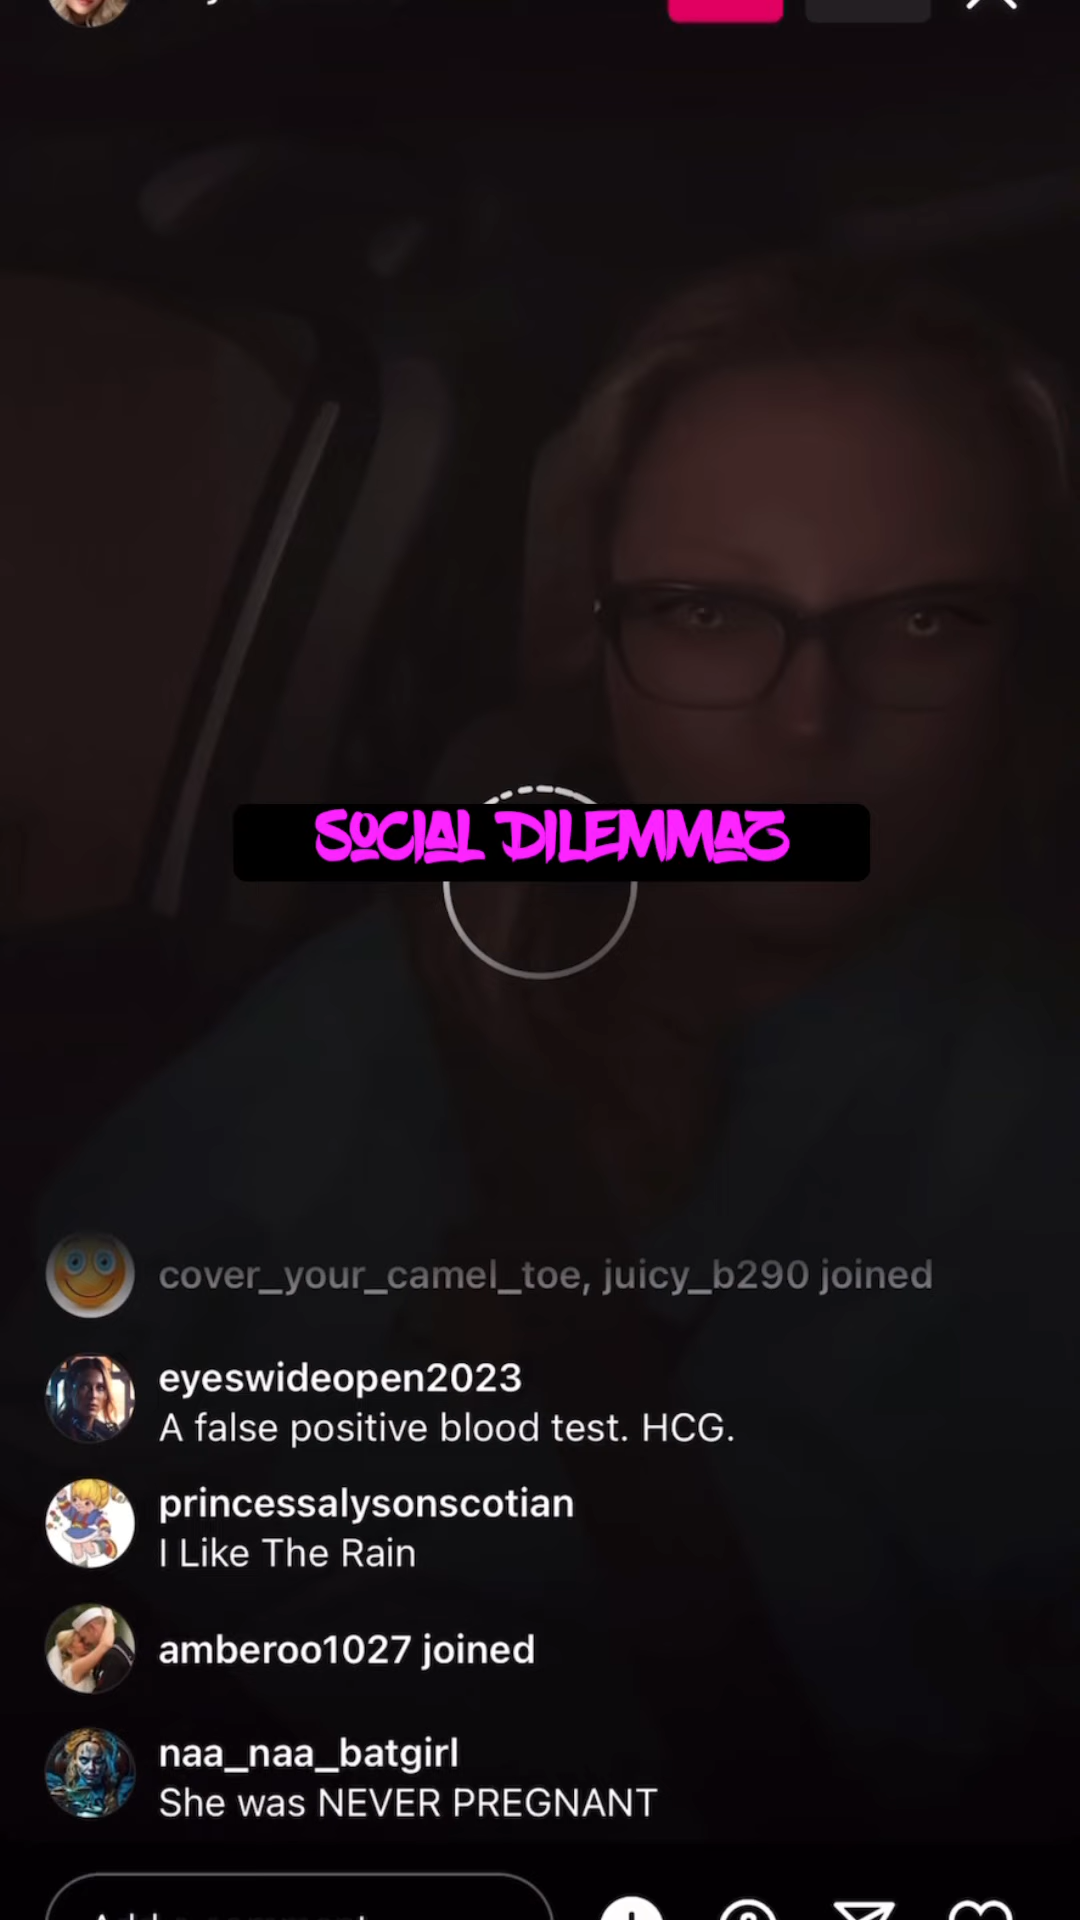 SOCIAL DILEMMAZ
cover_your_camel_toe, juicy_b290 joined
eyeswideopen2023
A false positive blood test. HCG.
princessalysonscotian
I Like The Rain
amberoo1027 joined
naa_naa_batgirl
She was NEVER PREGNANT